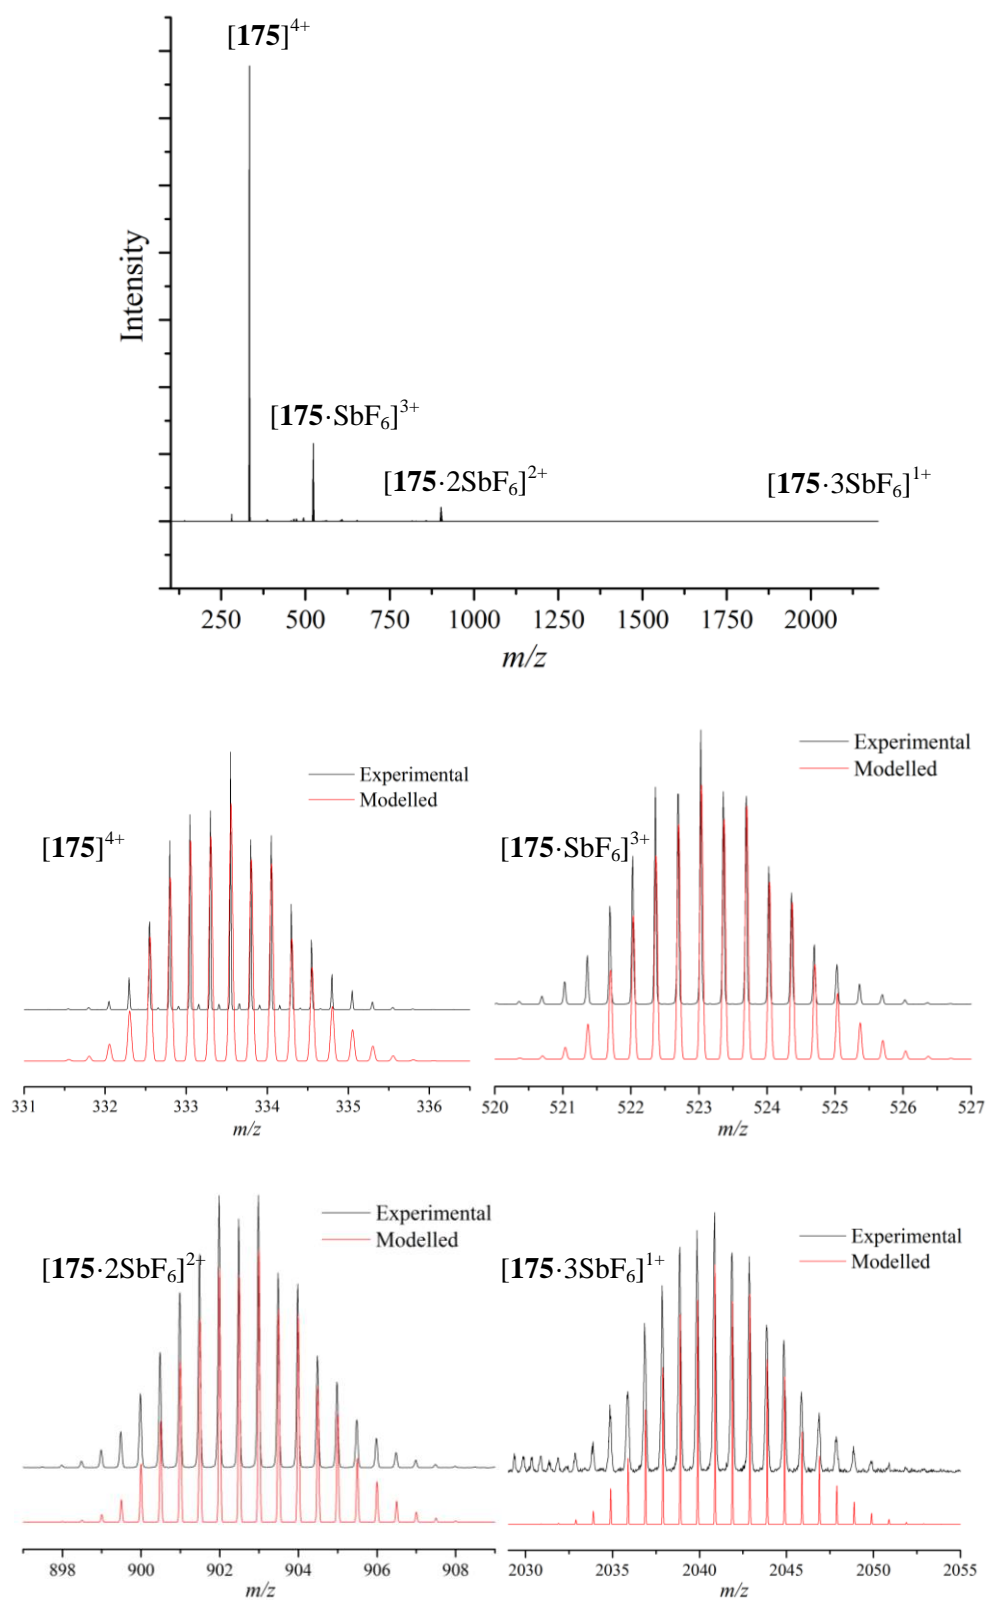 [175]⁴⁺
[175·SbF₆]³⁺
[175·2SbF₆]²⁺
[175·3SbF₆]¹⁺
Intensity
250 500 750 1000 1250 1500 1750 2000
m/z
Experimental
Modelled
[175]⁴⁺
331 332 333 334 335 336
m/z
Experimental
Modelled
[175·SbF₆]³⁺
520 521 522 523 524 525 526 527
m/z
Experimental
Modelled
[175·2SbF₆]²⁺
898 900 902 904 906 908
m/z
Experimental
Modelled
[175·3SbF₆]¹⁺
2030 2035 2040 2045 2050 2055
m/z